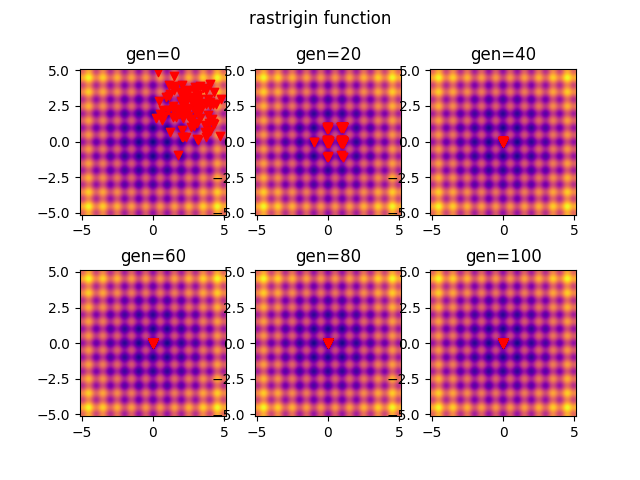 rastrigin function
gen=0 gen=20 gen=40
5.0 5.0 5.0
2.5 2.5 2.5
0.0 0.0 0.0
−2.5 −2.5 −2.5
−5.0 −5.0 −5.0
−5 0 5 −5 0 5 −5 0 5
gen=60 gen=80 gen=100
5.0 5.0 5.0
2.5 2.5 2.5
0.0 0.0 0.0
−2.5 −2.5 −2.5
−5.0 −5.0 −5.0
−5 0 5 −5 0 5 −5 0 5